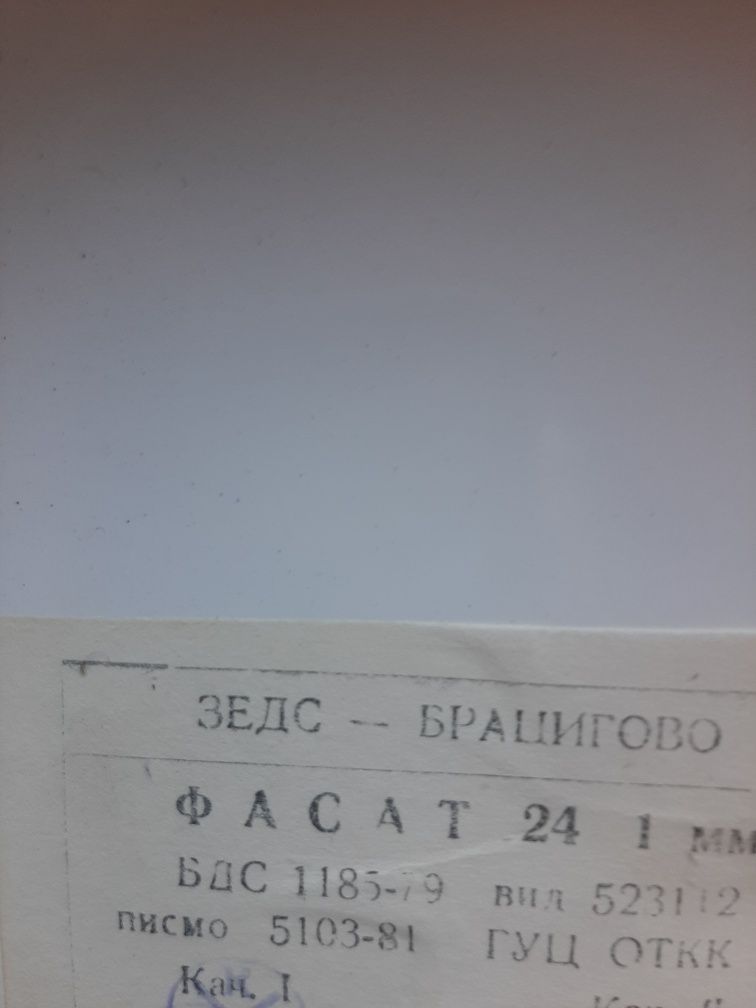 ЗЕДС — БРАЦИГОВО
ФАСАТ 24 1 мм
БДС 1185-79 вид 523112
писмо 5103-81 ГУЦ ОТКК
Кач. I